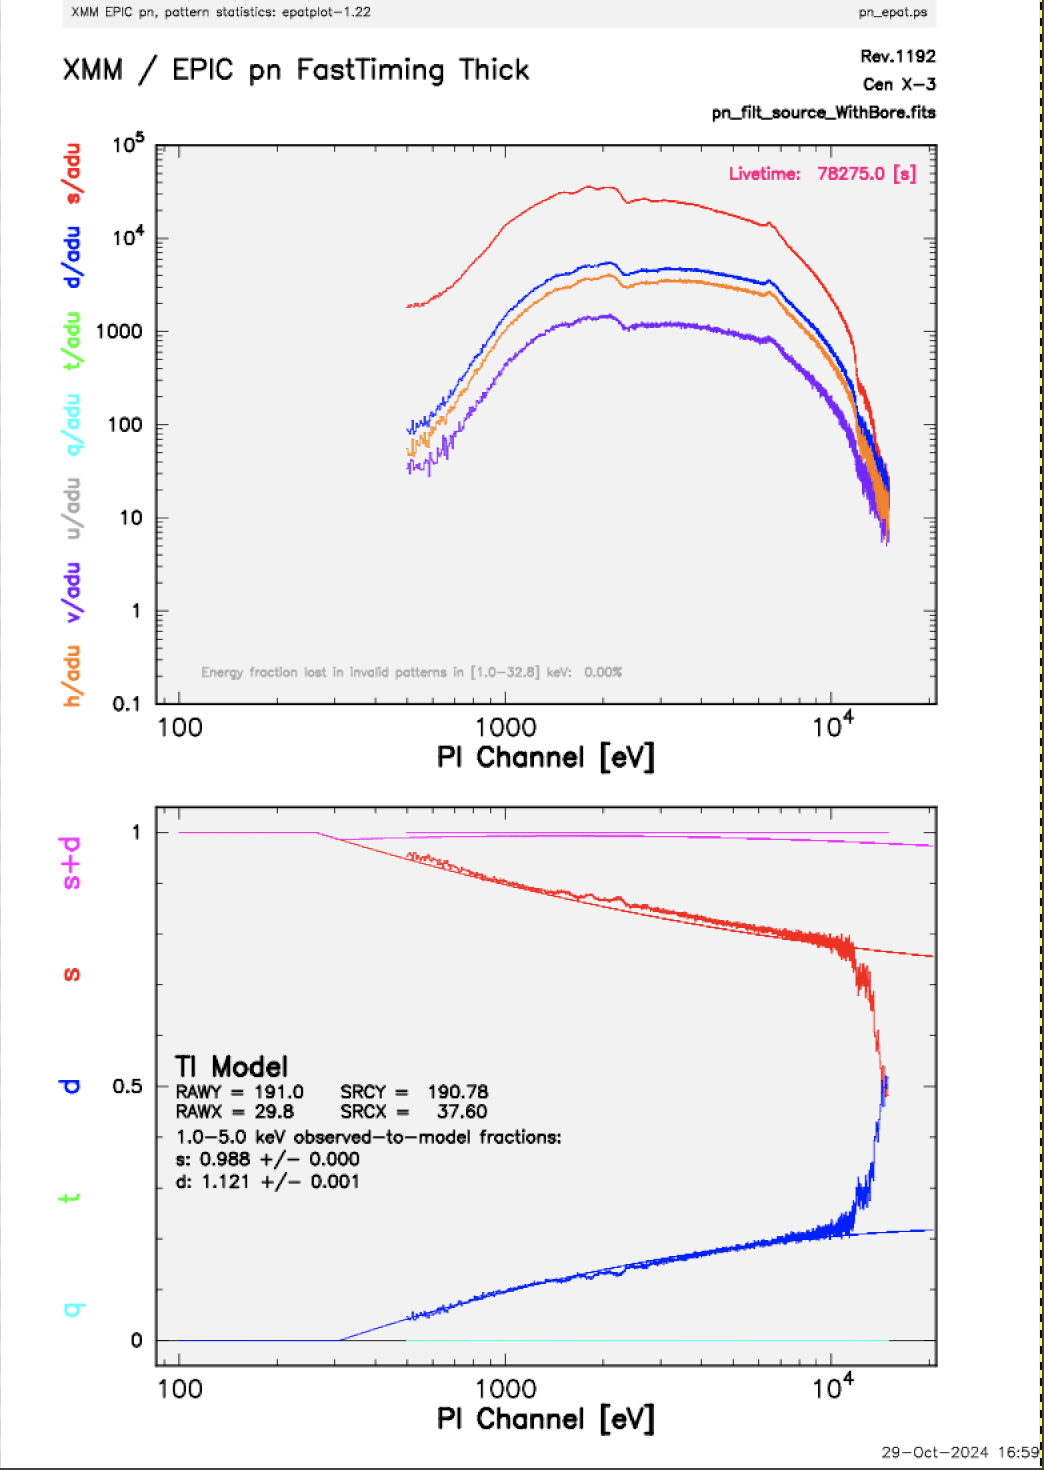 XMM EPIC pn, pattern statistics: epatplot-1.22 pn_epat.ps
XMM / EPIC pn FastTiming Thick
Rev.1192
Cen X-3
pn_filt_source_WithBore.fits
h/adu v/adu u/adu q/adu t/adu d/adu s/adu
10^5
10^4
1000
100
10
1
0.1
Livetime: 78275.0 [s]
Energy fraction lost in invalid patterns in [1.0-32.8] keV: 0.00%
100 1000 10^4
PI Channel [eV]
q t d s s+d
1
0.5
0
TI Model
RAWY = 191.0 SRCY = 190.78
RAWX = 29.8 SRCX = 37.60
1.0-5.0 keV observed-to-model fractions:
s: 0.988 +/- 0.000
d: 1.121 +/- 0.001
100 1000 10^4
PI Channel [eV]
29-Oct-2024 16:59